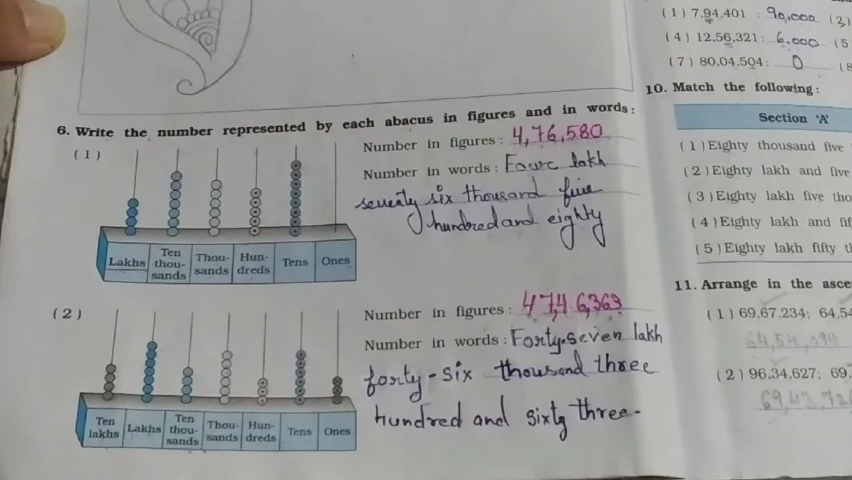 (1) 7,94,401 : 90,000 (2)
(4) 12,56,321 : 6,000 (5
(7) 80,04,504 : 0 (8
10. Match the following :
Section 'A'
(1) Eighty thousand five
(2) Eighty lakh and five
(3) Eighty lakh five tho
(4) Eighty lakh and fif
(5) Eighty lakh fifty t
11. Arrange in the asce
(1) 69,67,234; 64,54
64,54,
(2) 96,34,627; 69,
6. Write the number represented by each abacus in figures and in words :
(1)
Number in figures : 4,76,580
Number in words : Four lakh
seventy six thousand five
hundred and eighty
Lakhs Ten thou-sands Thou-sands Hun-dreds Tens Ones
(2)
Number in figures : 47,46,363
Number in words : Forty-seven lakh
forty-six thousand three
hundred and sixty three.
Ten lakhs Lakhs Ten thou-sands Thou-sands Hun-dreds Tens Ones